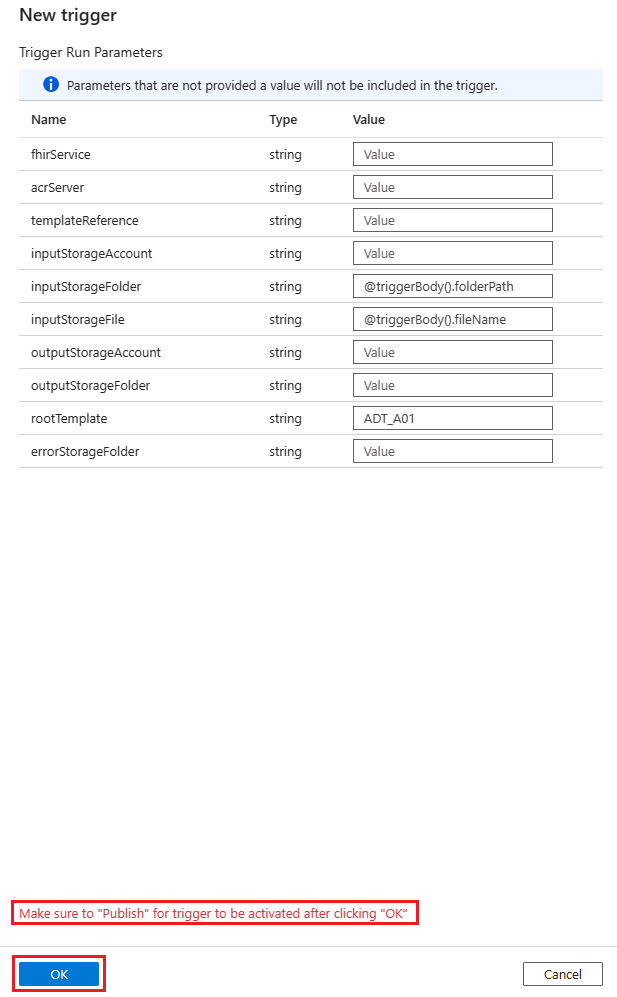 New trigger
Trigger Run Parameters
Parameters that are not provided a value will not be included in the trigger.
Name Type Value
fhirService string Value
acrServer string Value
templateReference string Value
inputStorageAccount string Value
inputStorageFolder string @triggerBody().folderPath
inputStorageFile string @triggerBody().fileName
outputStorageAccount string Value
outputStorageFolder string Value
rootTemplate string ADT_A01
errorStorageFolder string Value
Make sure to "Publish" for trigger to be activated after clicking "OK"
OK Cancel